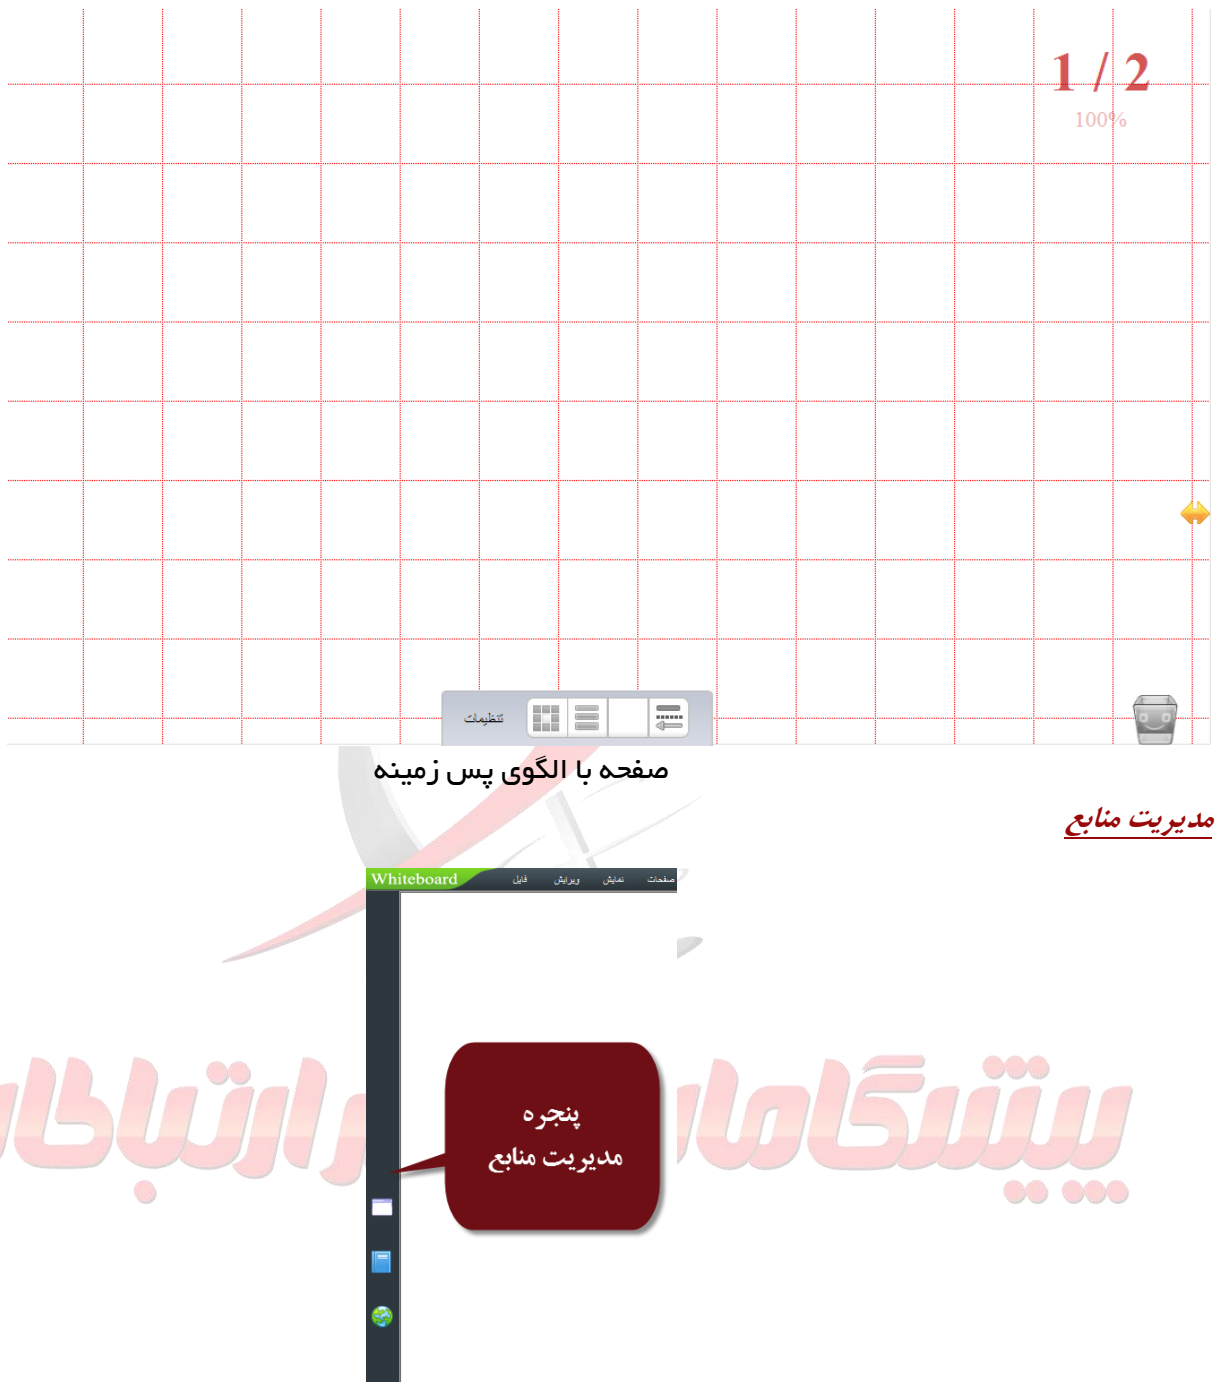 1 / 2
100%
تنظیمات
صفحه با الگوی پس زمینه
مدیریت منابع
Whiteboard
فایل ویرایش نمایش صفحات
پنجره
مدیریت منابع
پیشگامان
ارتباطات